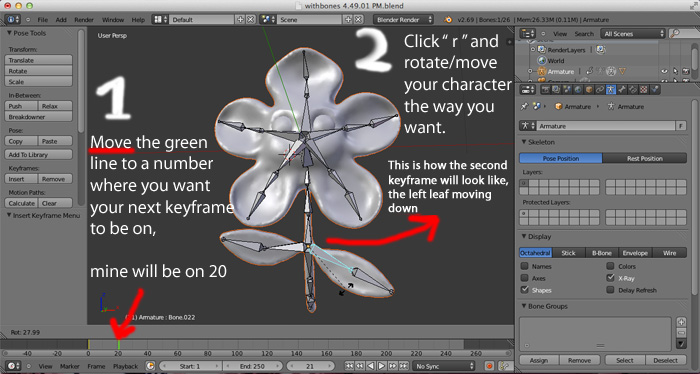 withbones 4.49.01 PM.blend
File Add Render Window Help Default Scene Blender Render v2.69 | Bones:1/26 | Mem:26.33M (0.11M) | Armature
Pose Tools
Transform:
Translate
Rotate
Scale
In-Between:
Push Relax
Breakdowner
Pose:
Copy Paste
Add To Library
Keyframes:
Insert Remove
Motion Paths:
Calculate Clear
Insert Keyframe Menu
User Persp
1
Move the green
line to a number
where you want
your next keyframe
to be on,
mine will be on 20
2
Click “ r ” and
rotate/move
your character
the way you
want.
This is how the second
keyframe will look like,
the left leaf moving
down
Armature : Bone.022
Rot: 27.99
-40 -20 0 20 40 60 80 100 120 140 160 180 200 220 240 260 280
View Marker Frame Playback Start: 1 End: 250 21 No Sync
View Search All Scenes
RenderLayers
World
Armature
Armature Armature
Armature F
Skeleton
Pose Position Rest Position
Layers:
Protected Layers:
Display
Octahedral Stick B-Bone Envelope Wire
Names Colors
Axes X-Ray
Shapes Delay Refresh
Bone Groups
Assign Remove Select Deselect